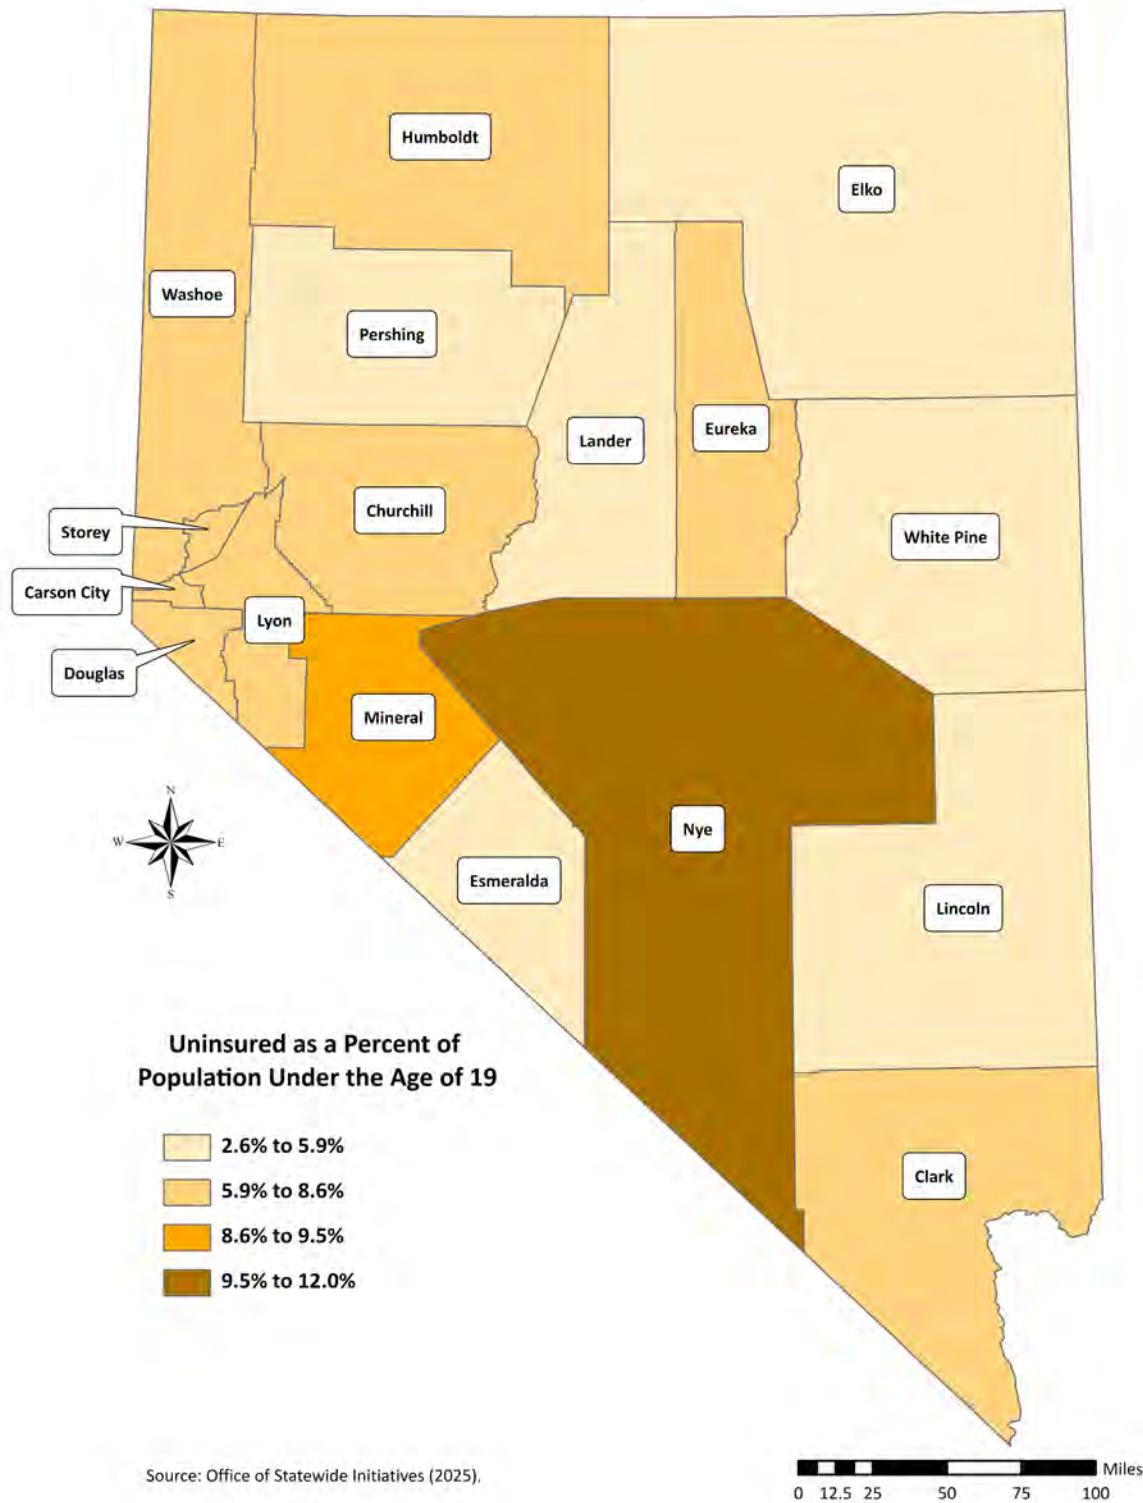 Humboldt
Elko
Washoe
Pershing
Eureka
Lander
Churchill
Storey
White Pine
Carson City
Lyon
Douglas
Mineral
N
W E
S
Nye
Esmeralda
Lincoln
Uninsured as a Percent of
Population Under the Age of 19
2.6% to 5.9%
5.9% to 8.6%
8.6% to 9.5%
9.5% to 12.0%
Clark
Source: Office of Statewide Initiatives (2025).
Miles
0 12.5 25 50 75 100